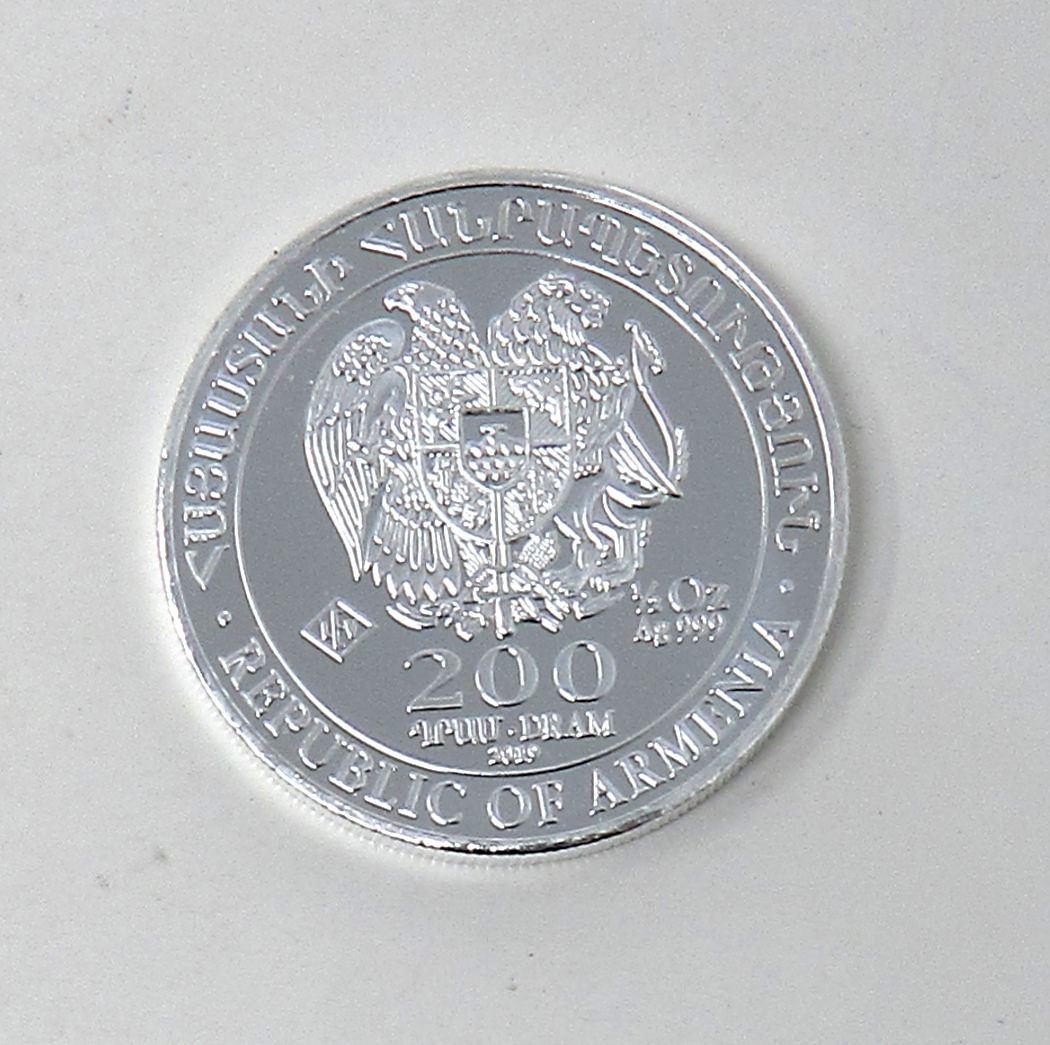 ՀԱՅԱՍՏԱՆԻ ՀԱՆՐԱՊԵՏՈՒԹՅՈՒՆ
½ Oz
Ag 999
200
ԴՐԱՄ · DRAM
2019
· REPUBLIC OF ARMENIA ·